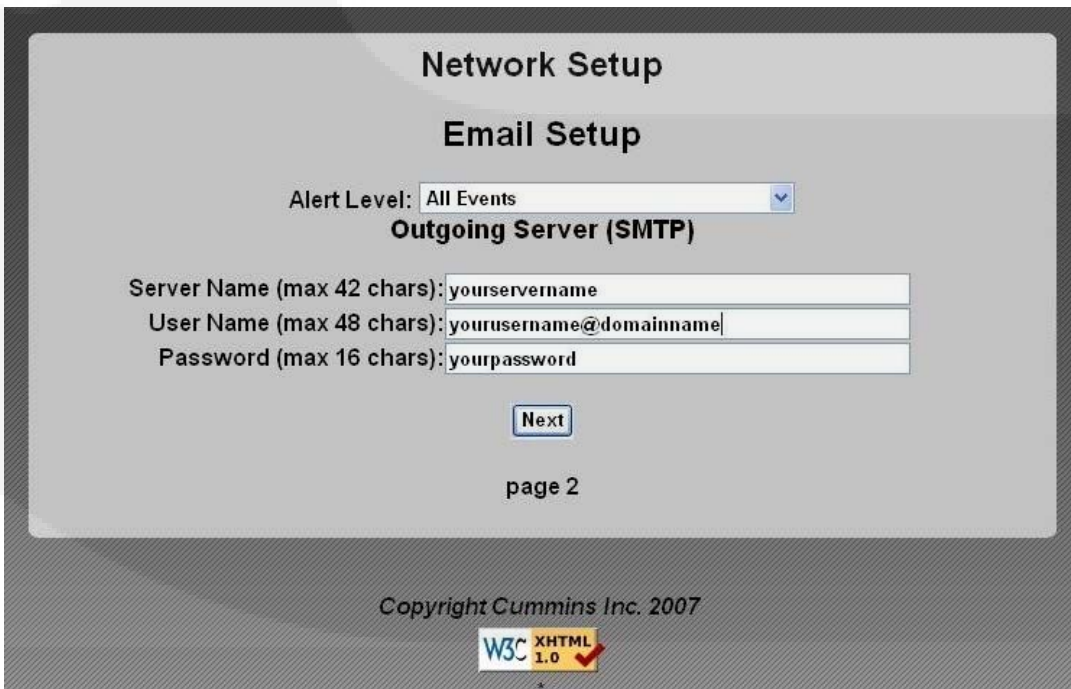 Network Setup
Email Setup
Alert Level: All Events
Outgoing Server (SMTP)
Server Name (max 42 chars): yourservername
User Name (max 48 chars): yourusername@domainname
Password (max 16 chars): yourpassword
Next
page 2
Copyright Cummins Inc. 2007
W3C XHTML 1.0
*